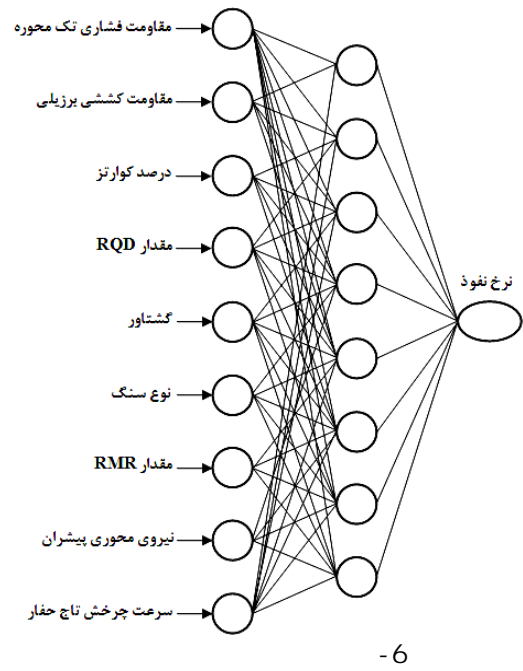 مقاومت فشاری تک محوره
مقاومت کششی برزیلی
درصد کوارتز
مقدار RQD
گشتاور
نوع سنگ
مقدار RMR
نیروی محوری پیشران
سرعت چرخش تاج حفار
نرخ نفوذ
-6